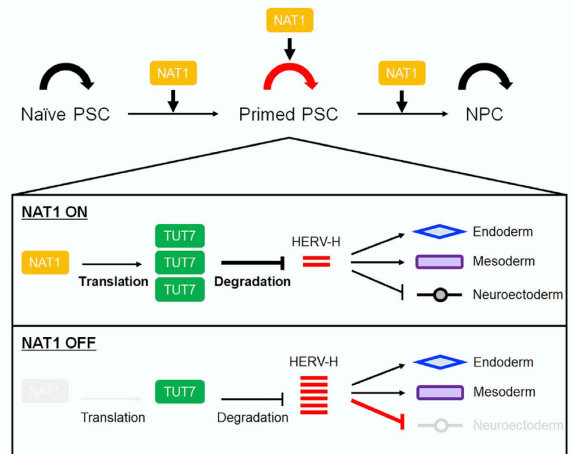 NAT1
NAT1
NAT1
Naïve PSC
Primed PSC
NPC
NAT1 ON
NAT1
Translation
TUT7
TUT7
TUT7
Degradation
HERV-H
Endoderm
Mesoderm
Neuroectoderm
NAT1 OFF
NAT1
Translation
TUT7
Degradation
HERV-H
Endoderm
Mesoderm
Neuroectoderm